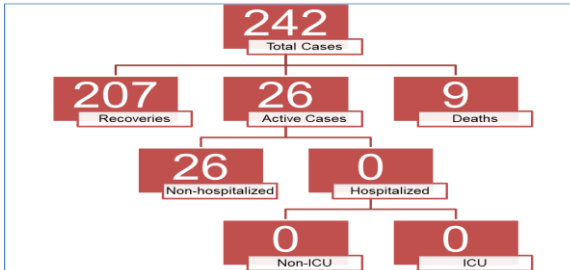 242
Total Cases
207
Recoveries
26
Active Cases
9
Deaths
26
Non-hospitalized
0
Hospitalized
0
Non-ICU
0
ICU